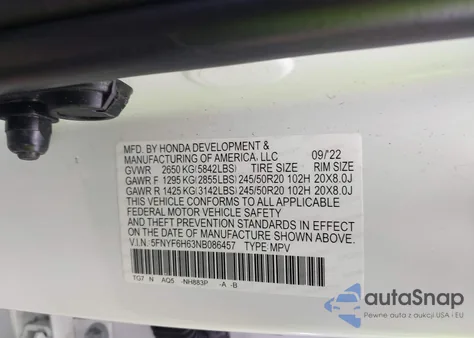 MFD. BY HONDA DEVELOPMENT &
MANUFACTURING OF AMERICA, LLC 09/22
GVWR 2650 KG(5842LBS) TIRE SIZE RIM SIZE
GAWR F 1295 KG(2855LBS) 245/50R20 102H 20X8.0J
GAWR R 1425 KG(3142LBS) 245/50R20 102H 20X8.0J
THIS VEHICLE CONFORMS TO ALL APPLICABLE
FEDERAL MOTOR VEHICLE SAFETY
AND THEFT PREVENTION STANDARDS IN EFFECT
ON THE DATE OF MANUFACTURE SHOWN ABOVE.
V.I.N.: 5FNYF6H63NB086457 TYPE: MPV
TG7 N AQ5 NH883P -A -B
autoSnap
Pewne auta z aukcji USA i EU